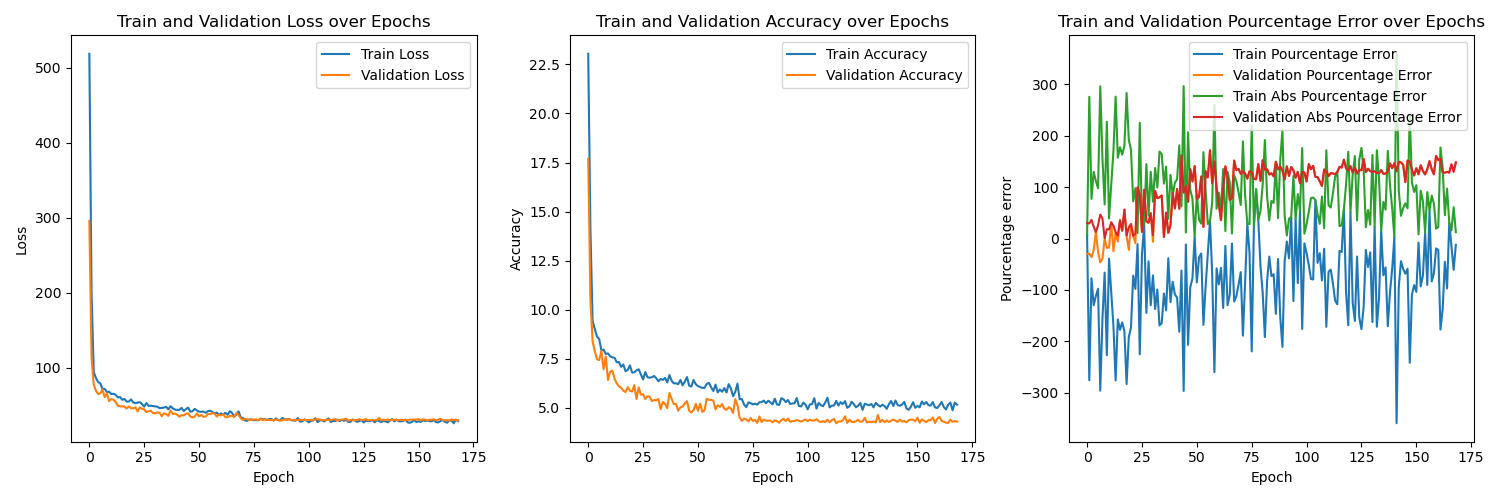 Train and Validation Loss over Epochs
Train Loss
Validation Loss
Loss
500
400
300
200
100
0 25 50 75 100 125 150 175
Epoch
Train and Validation Accuracy over Epochs
Train Accuracy
Validation Accuracy
Accuracy
22.5
20.0
17.5
15.0
12.5
10.0
7.5
5.0
0 25 50 75 100 125 150 175
Epoch
Train and Validation Pourcentage Error over Epochs
Train Pourcentage Error
Validation Pourcentage Error
Train Abs Pourcentage Error
Validation Abs Pourcentage Error
Pourcentage error
300
200
100
0
−100
−200
−300
0 25 50 75 100 125 150 175
Epoch